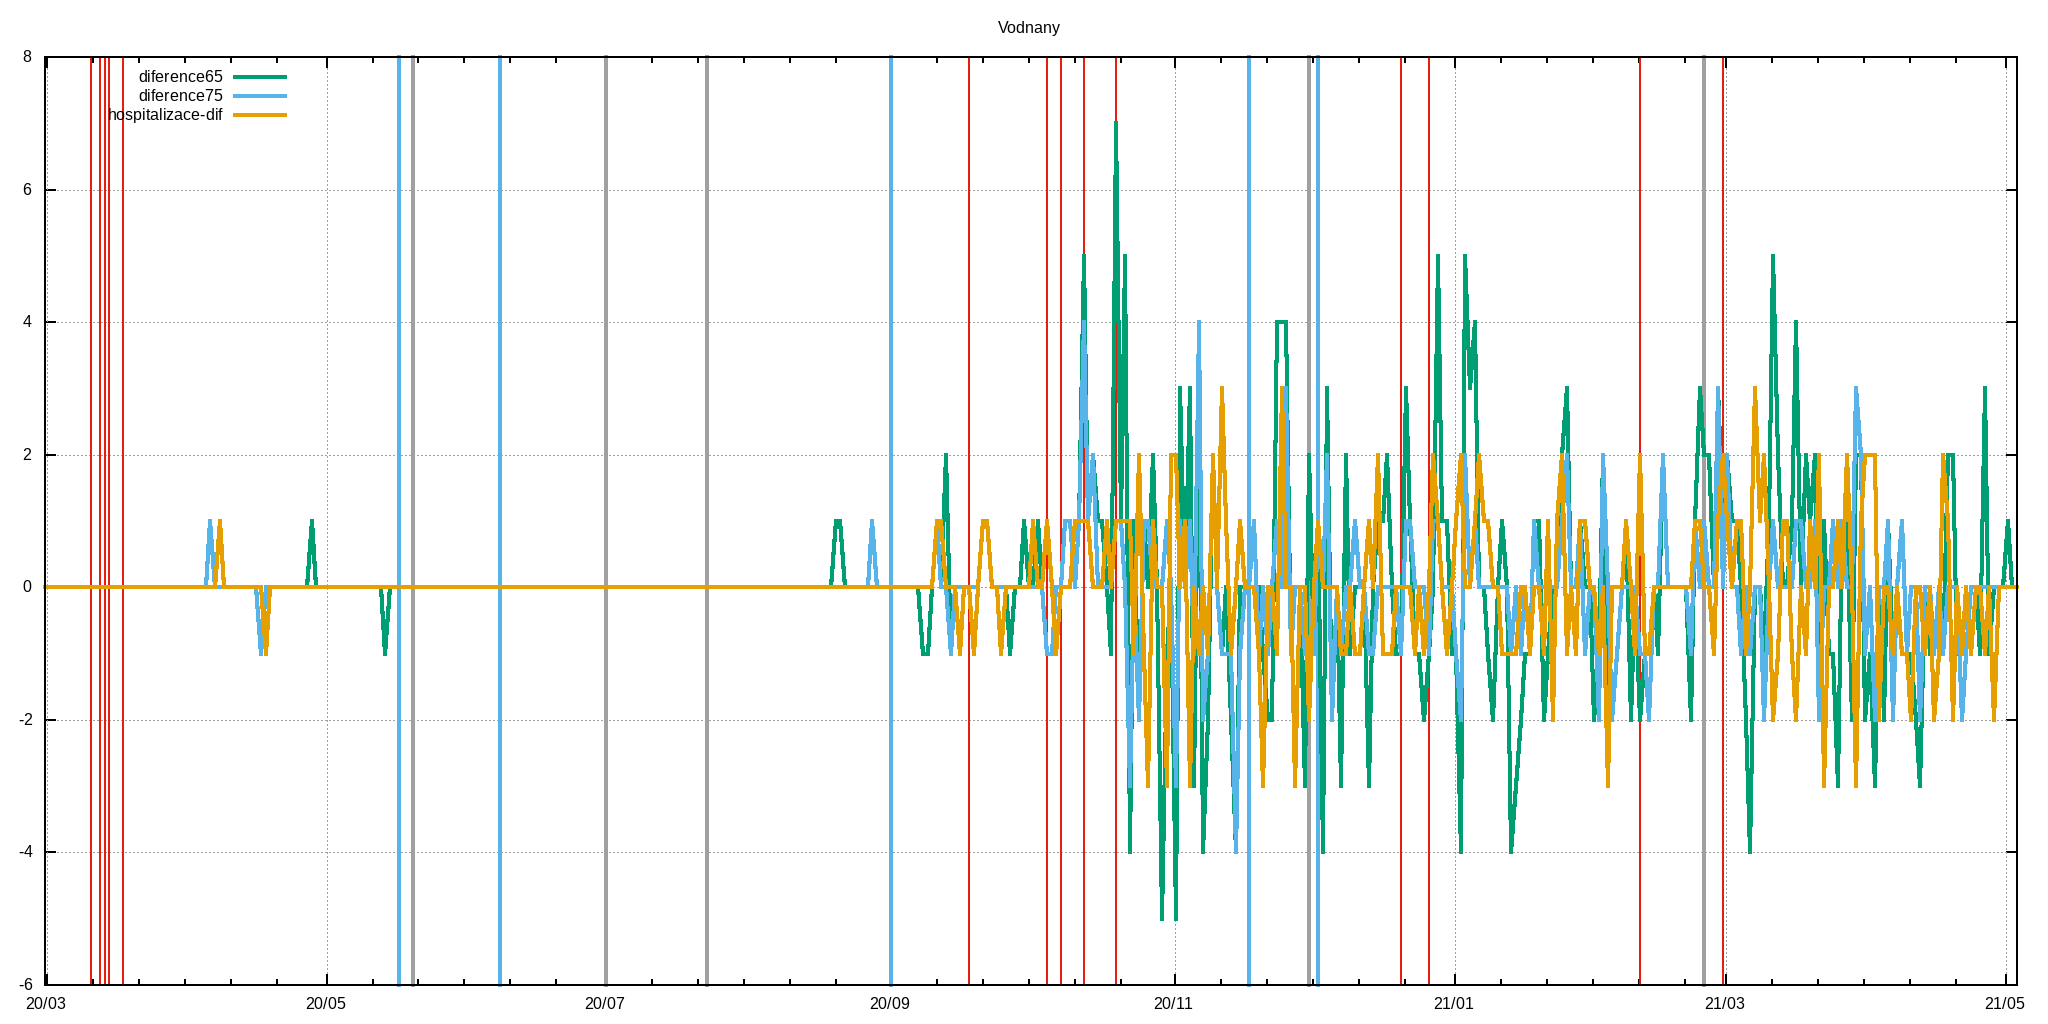 Vodnany
8
diference65
diference75
hospitalizace-dif
6
4
2
0
-2
-4
-6
20/03 20/05 20/07 20/09 20/11 21/01 21/03 21/05